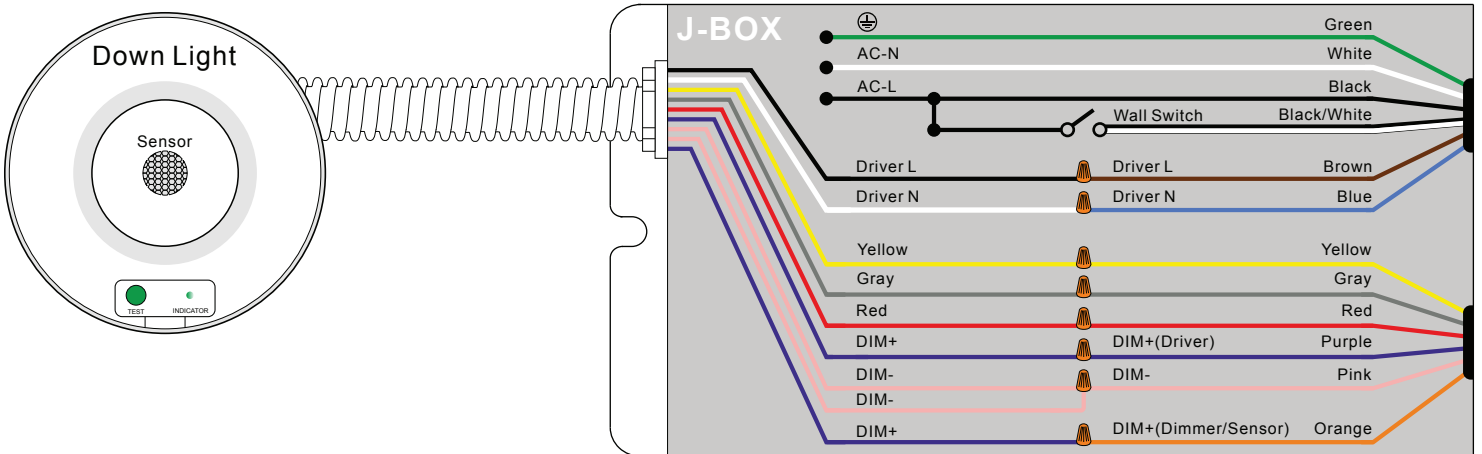 Down Light
Sensor
TEST INDICATOR
J-BOX
Green
AC-N White
AC-L Black
Wall Switch Black/White
Driver L Driver L Brown
Driver N Driver N Blue
Yellow Yellow
Gray Gray
Red Red
DIM+ DIM+(Driver) Purple
DIM- DIM- Pink
DIM-
DIM+ DIM+(Dimmer/Sensor) Orange